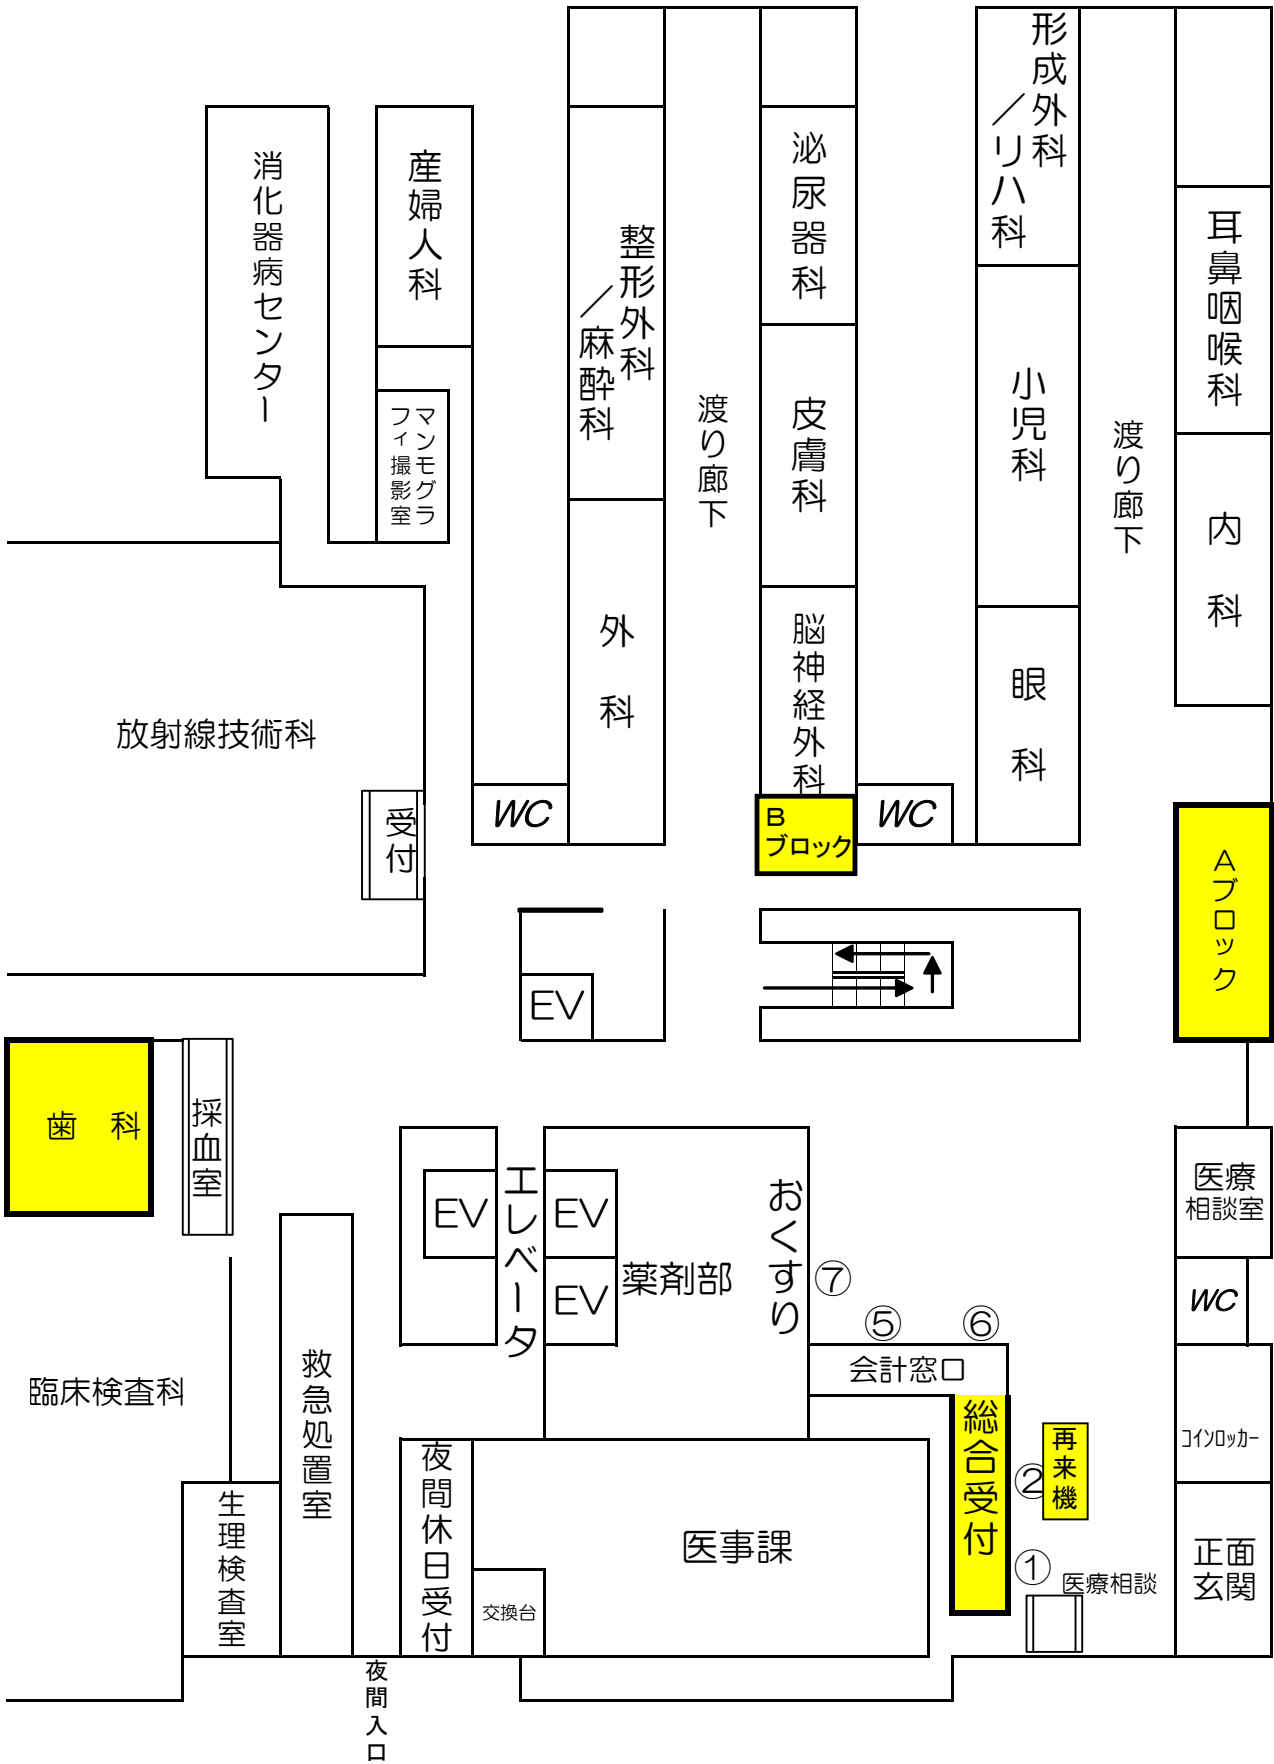 形成外科
／リハ科
泌尿器科
消化器病センター
産婦人科
整形外科
／麻酔科
耳鼻咽喉科
マンモグラ
フィ撮影室
渡り廊下
皮膚科
小児科
渡り廊下
内科
外科
脳神経外科
眼科
放射線技術科
受付
WC
B
ブロック
WC
Aブロック
EV
歯科
採血室
EV
エレベータ
EV
EV
薬剤部
おくすり
⑦
⑤
⑥
会計窓口
医療
相談室
WC
コインロッカー
臨床検査科
救急処置室
総合受付
②
再来機
①
医療相談
正面
玄関
生理検査室
夜間休日受付
交換台
医事課
夜間入口